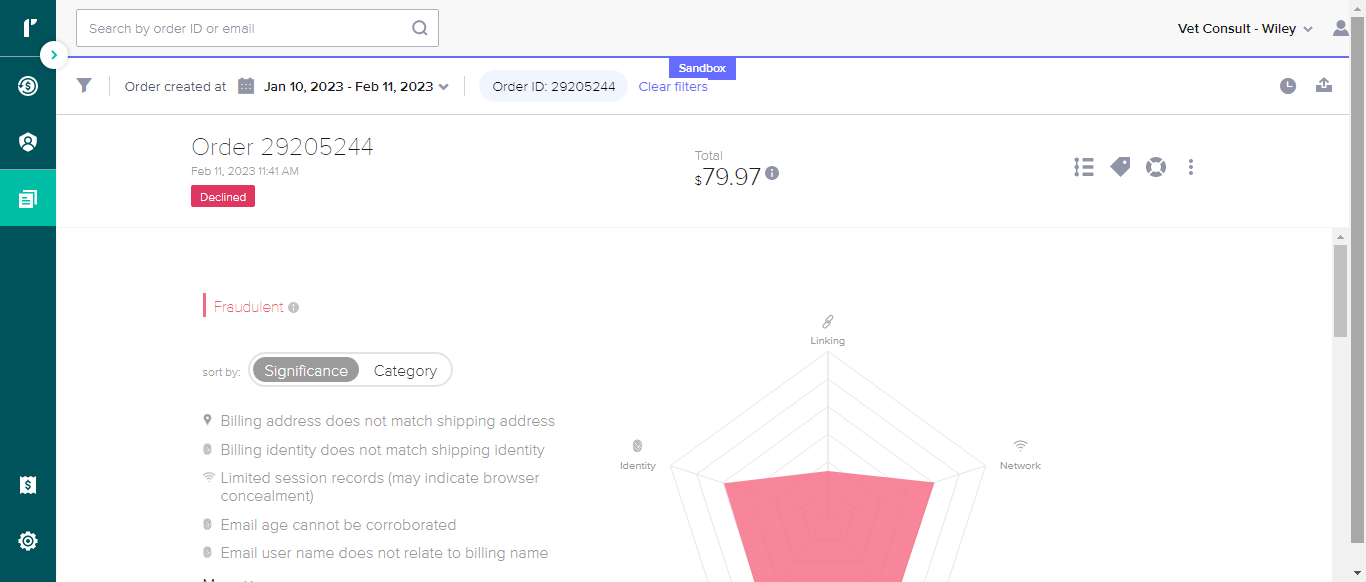 Search by order ID or email
Vet Consult - Wiley
Sandbox
Order created at Jan 10, 2023 - Feb 11, 2023 Order ID: 29205244 Clear filters
Order 29205244
Feb 11, 2023 11:41 AM
Declined
Total
$79.97
Fraudulent
sort by: Significance Category
Billing address does not match shipping address
Billing identity does not match shipping identity
Limited session records (may indicate browser
concealment)
Email age cannot be corroborated
Email user name does not relate to billing name
Linking
Identity
Network